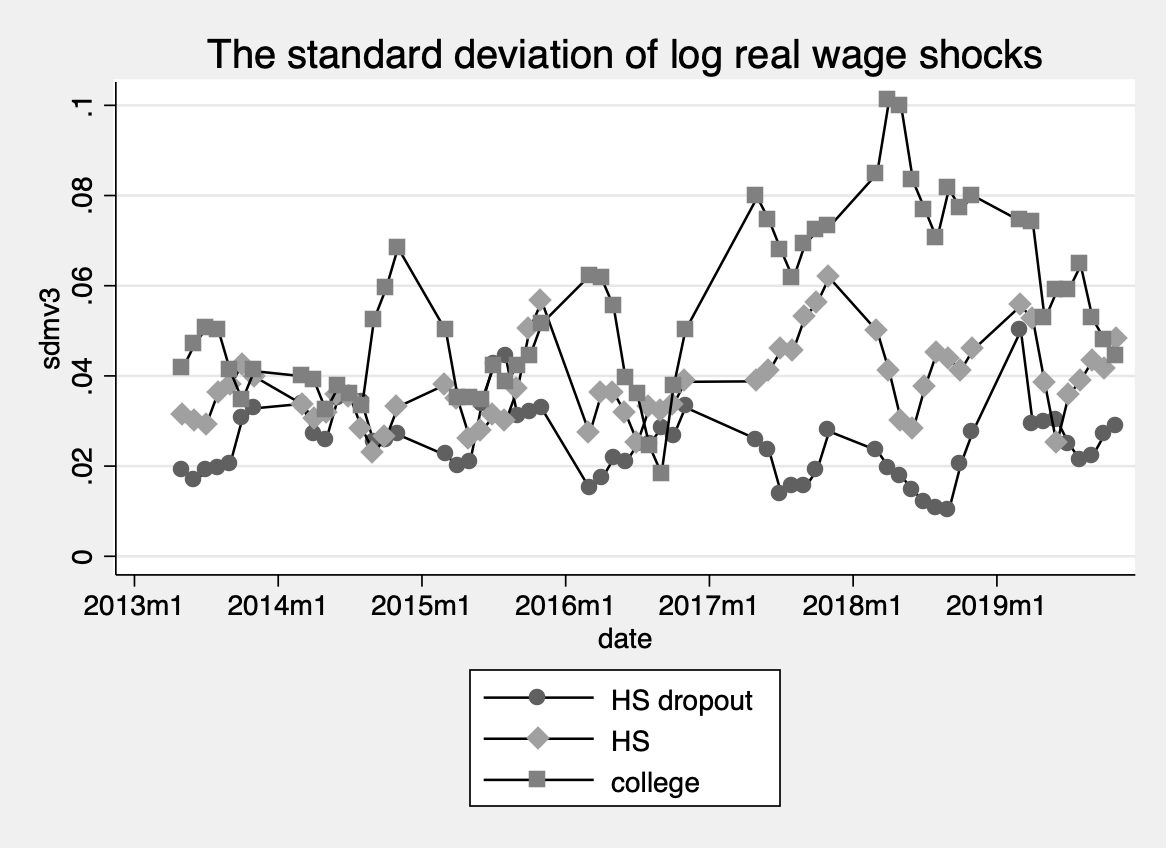 The standard deviation of log real wage shocks
sdmv3
.1
.08
.06
.04
.02
0
2013m1 2014m1 2015m1 2016m1 2017m1 2018m1 2019m1
date
HS dropout
HS
college